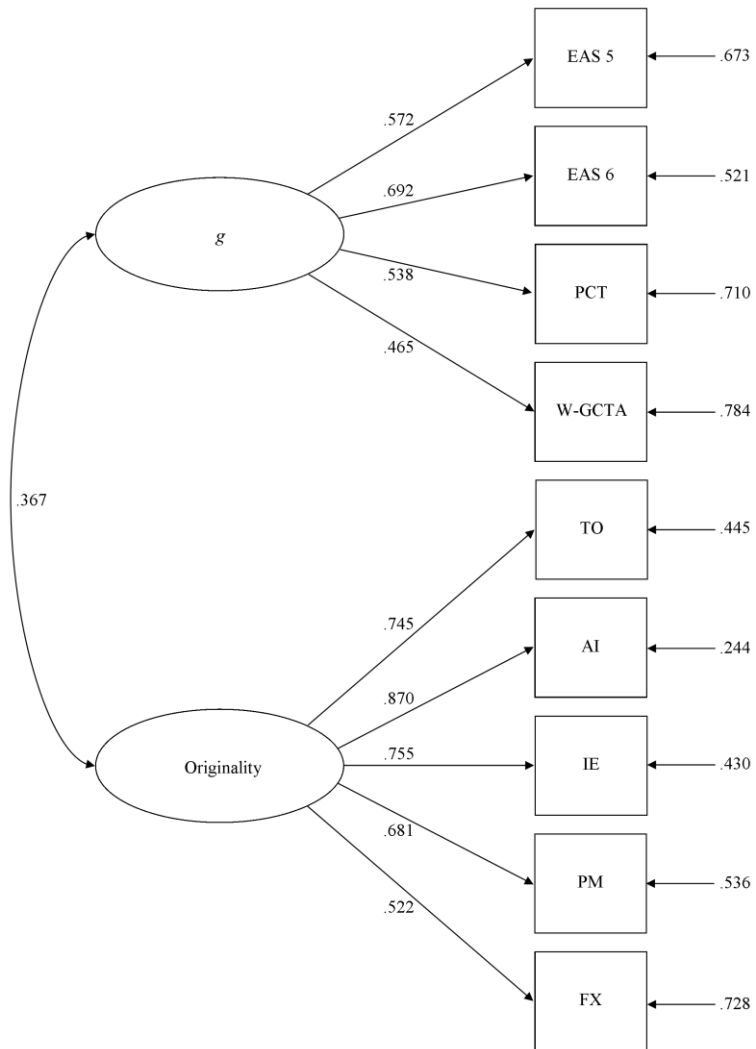 EAS 5
.673
.572
EAS 6
.521
.692
g
.538
PCT
.710
.465
W-GCTA
.784
.367
TO
.445
.745
AI
.244
.870
Originality
.755
IE
.430
.681
PM
.536
.522
FX
.728